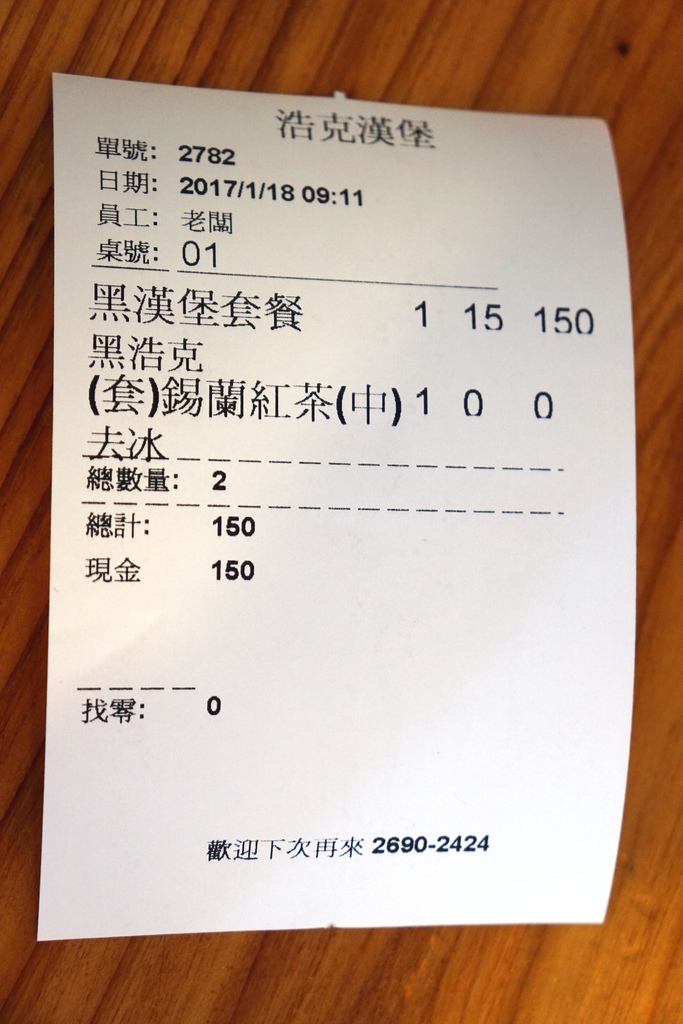 浩克漢堡
單號: 2782
日期: 2017/1/18 09:11
員工: 老闆
桌號: 01
黑漢堡套餐 1 15 150
黑浩克
(套)錫蘭紅茶(中) 1 0 0
去冰
總數量: 2
總計: 150
現金 150
找零: 0
歡迎下次再來 2690-2424